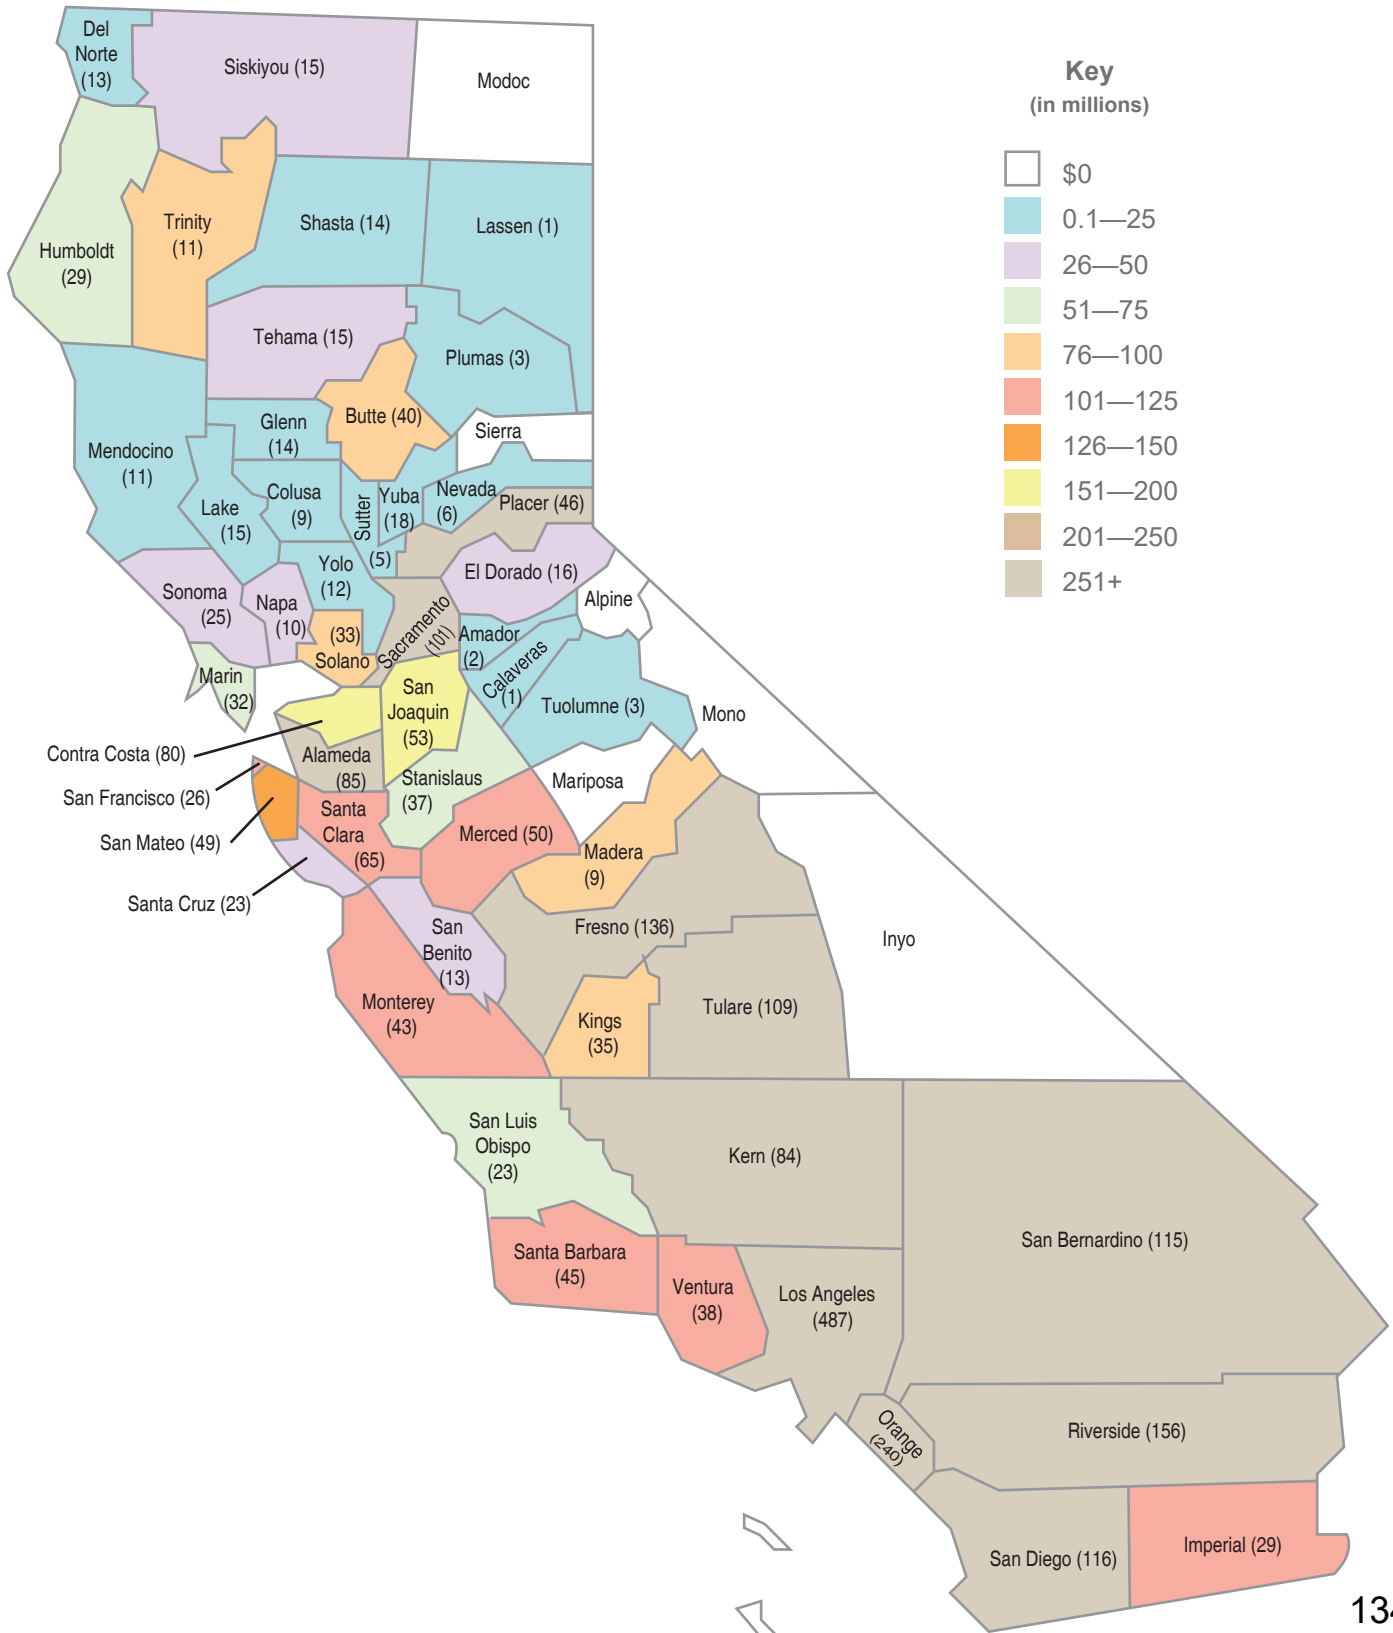 Del
Norte
(13)
Siskiyou (15)
Modoc
Key
(in millions)
$0
0.1—25
26—50
51—75
76—100
101—125
126—150
151—200
201—250
251+
Humboldt
(29)
Trinity
(11)
Shasta (14)
Lassen (1)
Tehama (15)
Plumas (3)
Butte (40)
Glenn
(14)
Sierra
Mendocino
(11)
Lake
(15)
Colusa
(9)
Sutter
(5)
Yuba
(18)
Nevada
(6)
Placer (46)
Yolo
(12)
El Dorado (16)
Alpine
Sonoma
(25)
Napa
(10)
(33)
Solano
Sacramento
(101)
Amador
(2)
Calaveras
(1)
Tuolumne (3)
Mono
Marin
(32)
San
Joaquin
(53)
Contra Costa (80)
Alameda
(85)
Stanislaus
(37)
Mariposa
San Francisco (26)
San Mateo (49)
Santa Cruz (23)
Santa
Clara
(65)
Merced (50)
Madera
(9)
Fresno (136)
Inyo
San
Benito
(13)
Monterey
(43)
Kings
(35)
Tulare (109)
San Luis
Obispo
(23)
Kern (84)
San Bernardino (115)
Santa Barbara
(45)
Ventura
(38)
Los Angeles
(487)
Orange
(240)
Riverside (156)
San Diego (116)
Imperial (29)
134